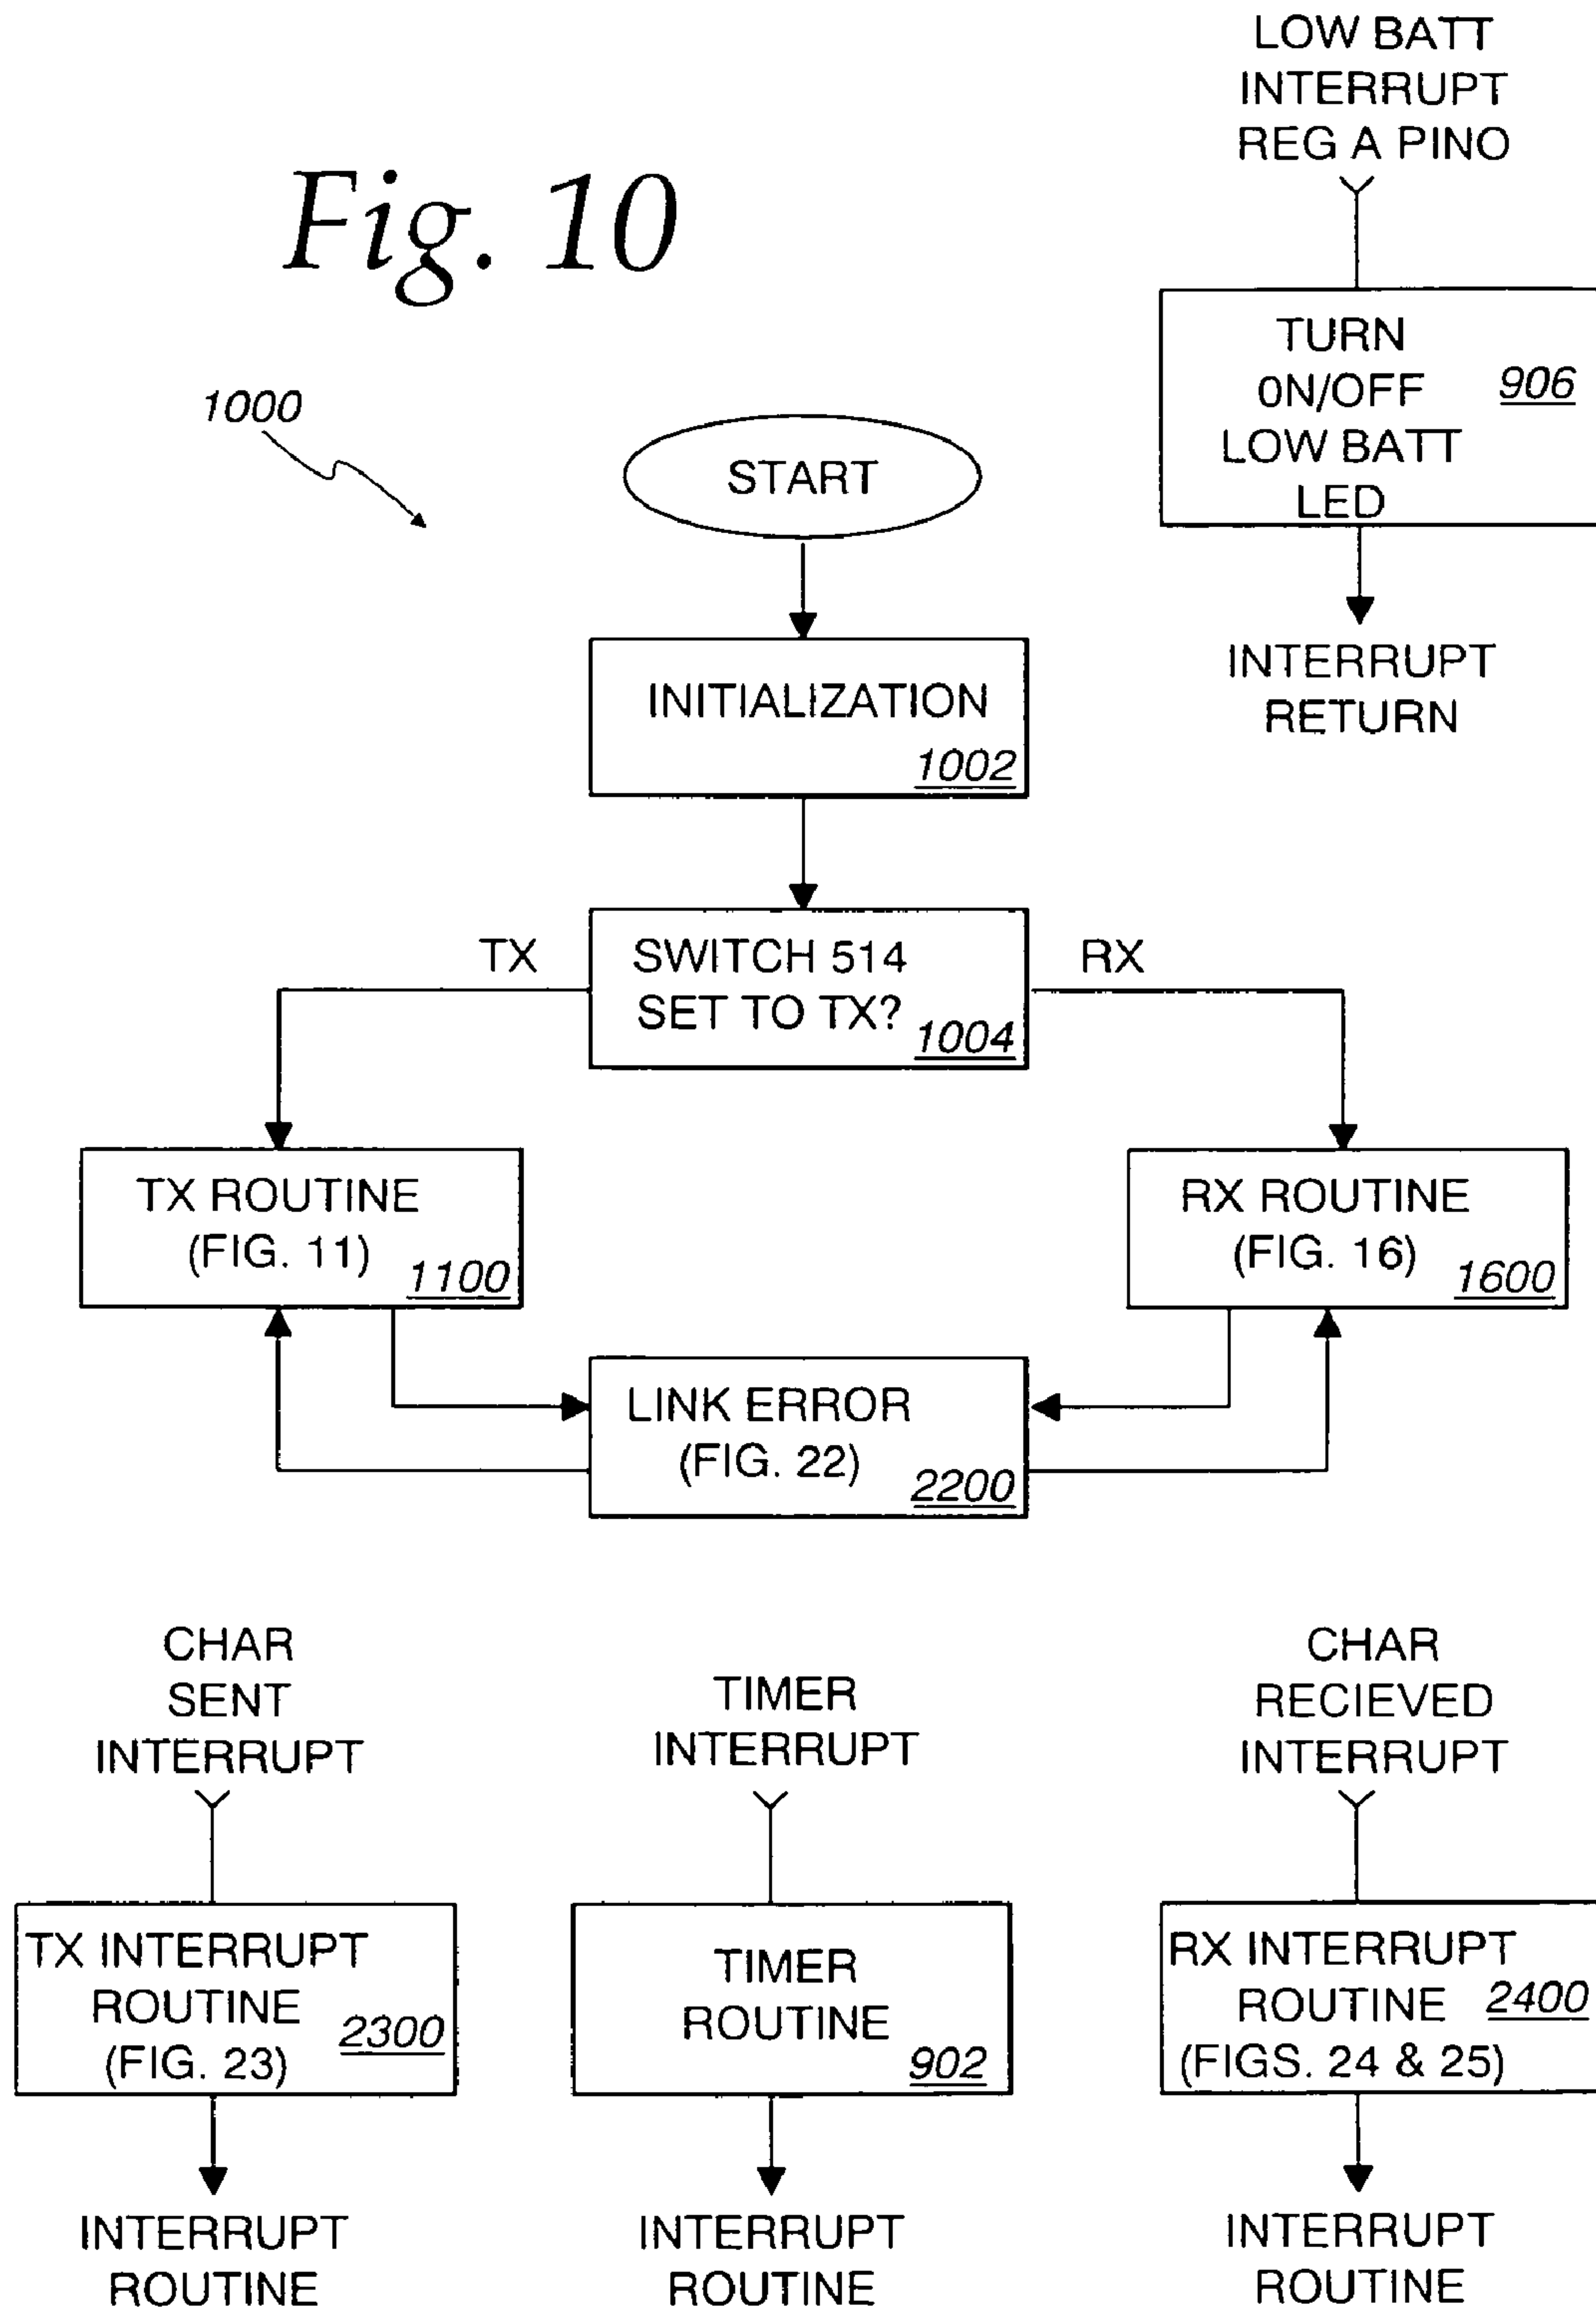 LOW BATT
INTERRUPT
REG A PINO
Fig. 10
TURN
0N/OFF
LOW BATT
LED
906
INTERRUPT
RETURN
1000
START
INITIALIZATION
1002
TX
SWITCH 514
SET TO TX?
1004
RX
TX ROUTINE
(FIG. 11)
1100
RX ROUTINE
(FIG. 16)
1600
LINK ERROR
(FIG. 22)
2200
CHAR
SENT
INTERRUPT
TX INTERRUPT
ROUTINE
(FIG. 23)
2300
INTERRUPT
ROUTINE
TIMER
INTERRUPT
TIMER
ROUTINE
902
INTERRUPT
ROUTINE
CHAR
RECIEVED
INTERRUPT
RX INTERRUPT
ROUTINE 2400
(FIGS. 24 & 25)
INTERRUPT
ROUTINE